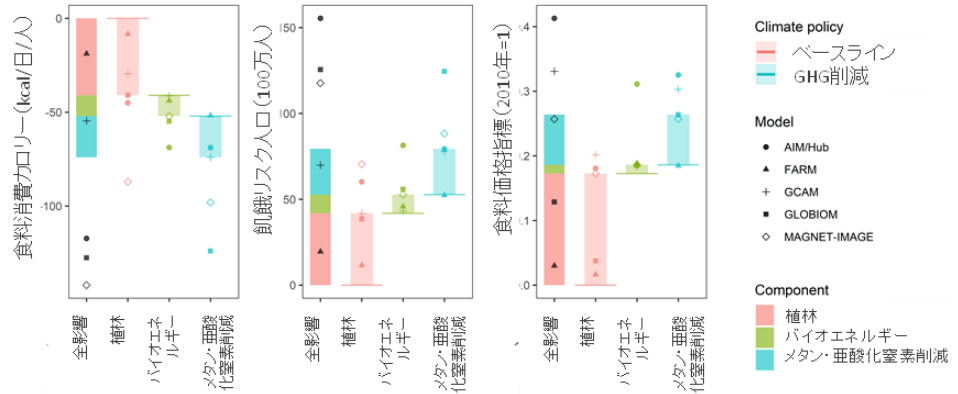 食料消費カロリー(kcal/日/人)
0
-50
-100
全影響
植林
バイオエネ
ルギー
メタン・亜酸
化窒素削減
飢餓リスク人口(100万人)
150
100
50
0
全影響
植林
バイオエネ
ルギー
メタン・亜酸
化窒素削減
食料価格指標(2010年=1)
0.4
0.3
0.2
0.1
0.0
全影響
植林
バイオエネ
ルギー
メタン・亜酸
化窒素削減
Climate policy
ベースライン
GHG削減
Model
AIM/Hub
FARM
GCAM
GLOBIOM
MAGNET-IMAGE
Component
植林
バイオエネルギー
メタン・亜酸化窒素削減